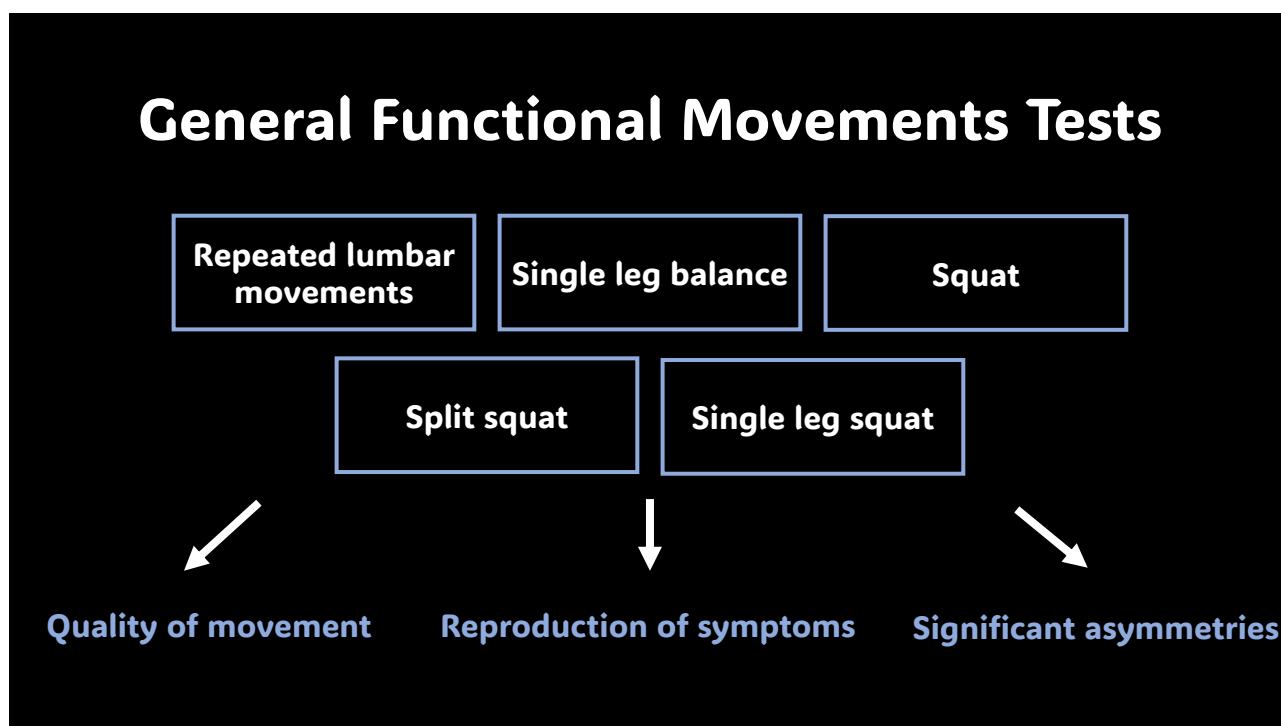 General Functional Movements Tests
Repeated lumbar
movements
Single leg balance
Squat
Split squat
Single leg squat
Quality of movement
Reproduction of symptoms
Significant asymmetries